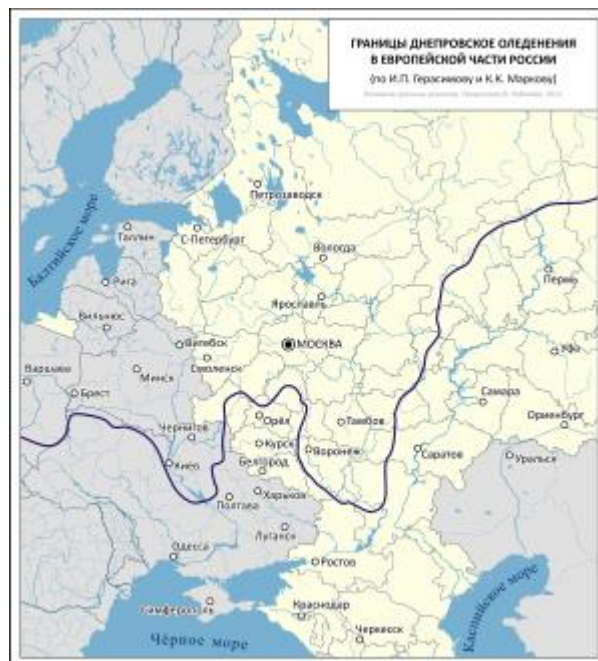 ГРАНИЦЫ ДНЕПРОВСКОЕ ОЛЕДЕНЕНИЯ
В ЕВРОПЕЙСКОЙ ЧАСТИ РОССИИ
(по И.П. Герасимову и К.К. Маркову)
Петрозаводск
Балтийское море
Таллин
С-Петербург
Вологда
Рига
Ярославль
Пермь
Вильнюс
Витебск
МОСКВА
Уфа
Смоленск
Варшава
Минск
Брест
Самара
Орёл
Тамбов
Оренбург
Чернигов
Курск
Воронеж
Саратов
Уральск
Киев
Белгород
Харьков
Полтава
Луганск
Одесса
Ростов
Каспийское море
Симферополь
Краснодар
Чёрное море
Черкесск